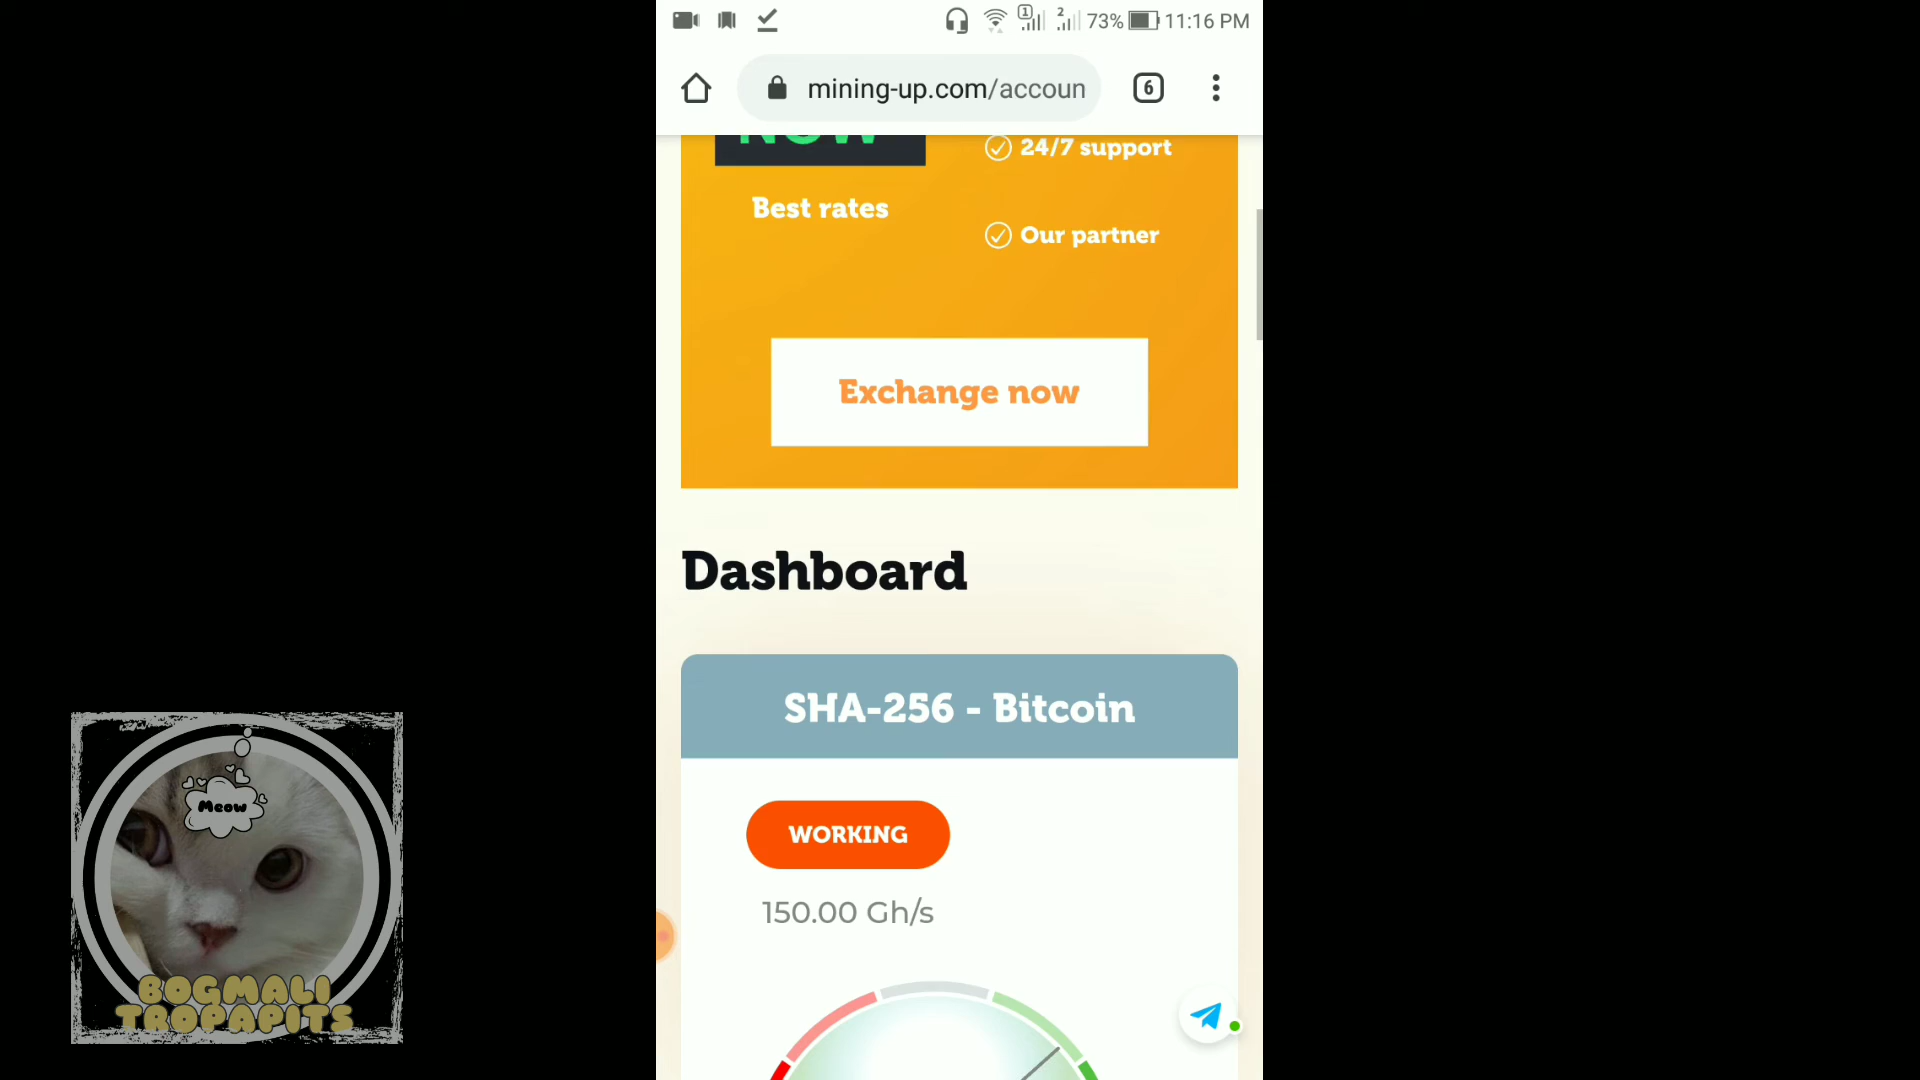 73% 11:16 PM
mining-up.com/accoun
6
NOW
24/7 support
Best rates
Our partner
Exchange now
Dashboard
SHA-256 - Bitcoin
WORKING
150.00 Gh/s
Meow
BOGMALI
TROPAPITS